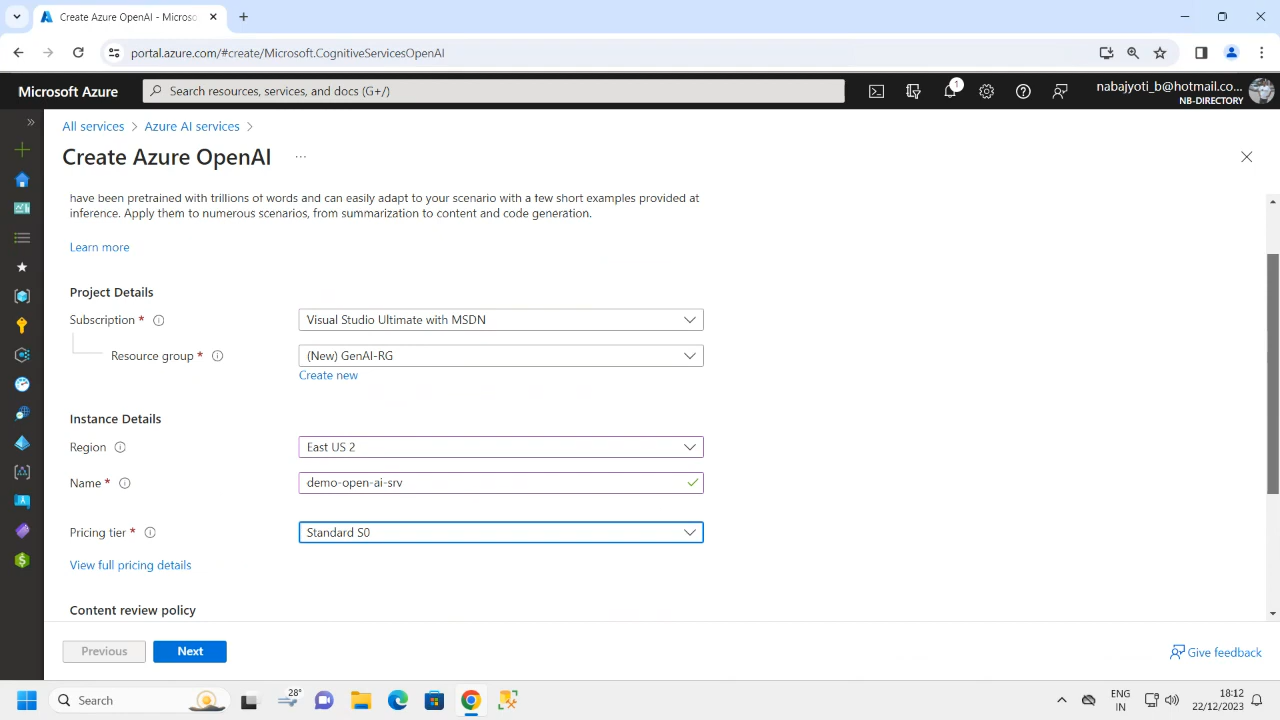 Create Azure OpenAI - Microso
portal.azure.com/#create/Microsoft.CognitiveServicesOpenAI
Microsoft Azure
Search resources, services, and docs (G+/)
1
nabajyoti_b@hotmail.co...
NB-DIRECTORY
All services > Azure AI services >
Create Azure OpenAI ...
have been pretrained with trillions of words and can easily adapt to your scenario with a few short examples provided at
inference. Apply them to numerous scenarios, from summarization to content and code generation.
Learn more
Project Details
Subscription * Visual Studio Ultimate with MSDN
Resource group * (New) GenAI-RG
Create new
Instance Details
Region East US 2
Name * demo-open-ai-srv
Pricing tier * Standard S0
View full pricing details
Content review policy
Previous Next Give feedback
Search
28°
ENG
IN
18:12
22/12/2023